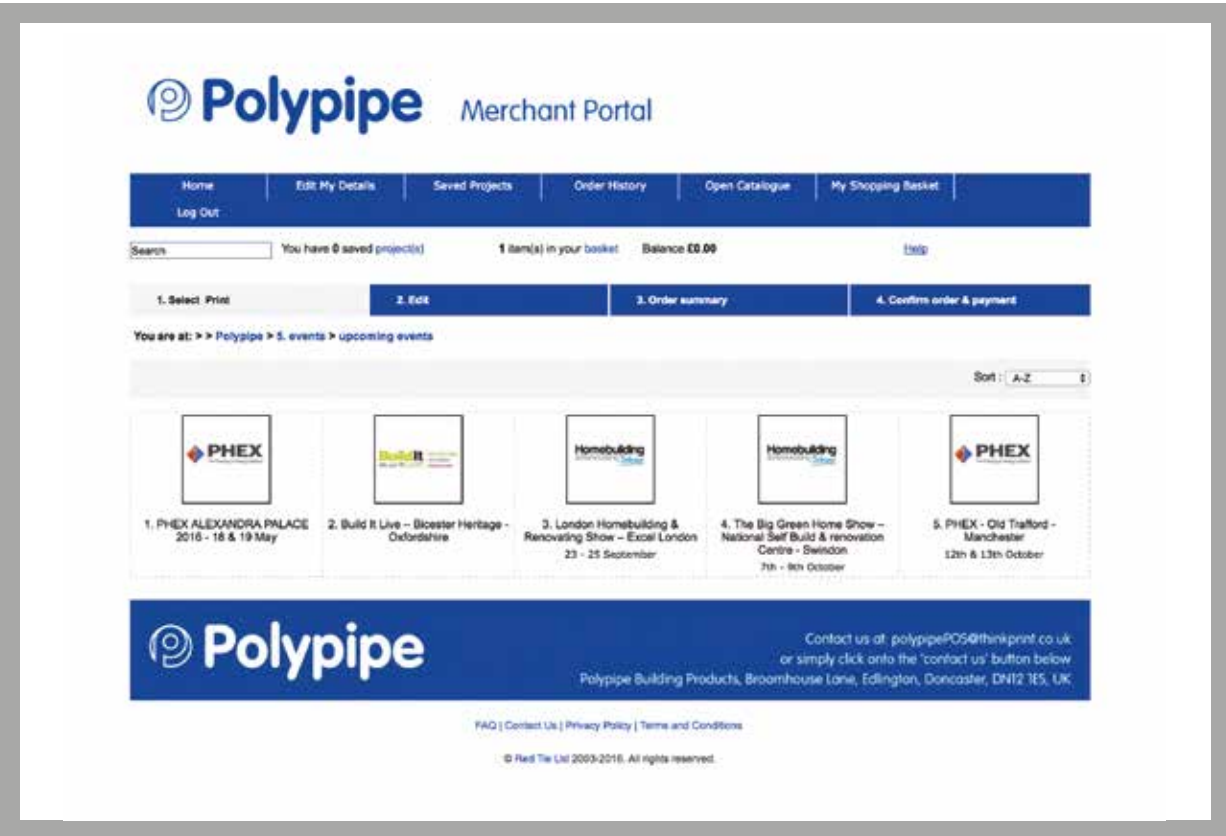 Polypipe Merchant Portal
Home Edit My Details Saved Projects Order History Open Catalogue My Shopping Basket
Log Out
Search You have 0 saved project(s) 1 item(s) in your basket Balance £0.00 Help
1. Select Print 2. Edit 3. Order summary 4. Confirm order & payment
You are at: > > Polypipe > 5. events > upcoming events
Sort : A-Z
PHEX
BuildIt
Homebuilding
Homebuilding
PHEX
1. PHEX ALEXANDRA PALACE
2016 - 18 & 19 May
2. Build It Live – Bicester Heritage -
Oxfordshire
3. London Homebuilding &
Renovating Show – Excel London
23 - 25 September
4. The Big Green Home Show –
National Self Build & renovation
Centre - Swindon
7th - 9th October
5. PHEX - Old Trafford -
Manchester
12th & 13th October
Polypipe
Contact us at: polypipePOS@thinkprint.co.uk
or simply click onto the 'contact us' button below
Polypipe Building Products, Broomhouse Lane, Edlington, Doncaster, DN12 1ES, UK
FAQ | Contact Us | Privacy Policy | Terms and Conditions
© Red Tie Ltd 2003-2016. All rights reserved.